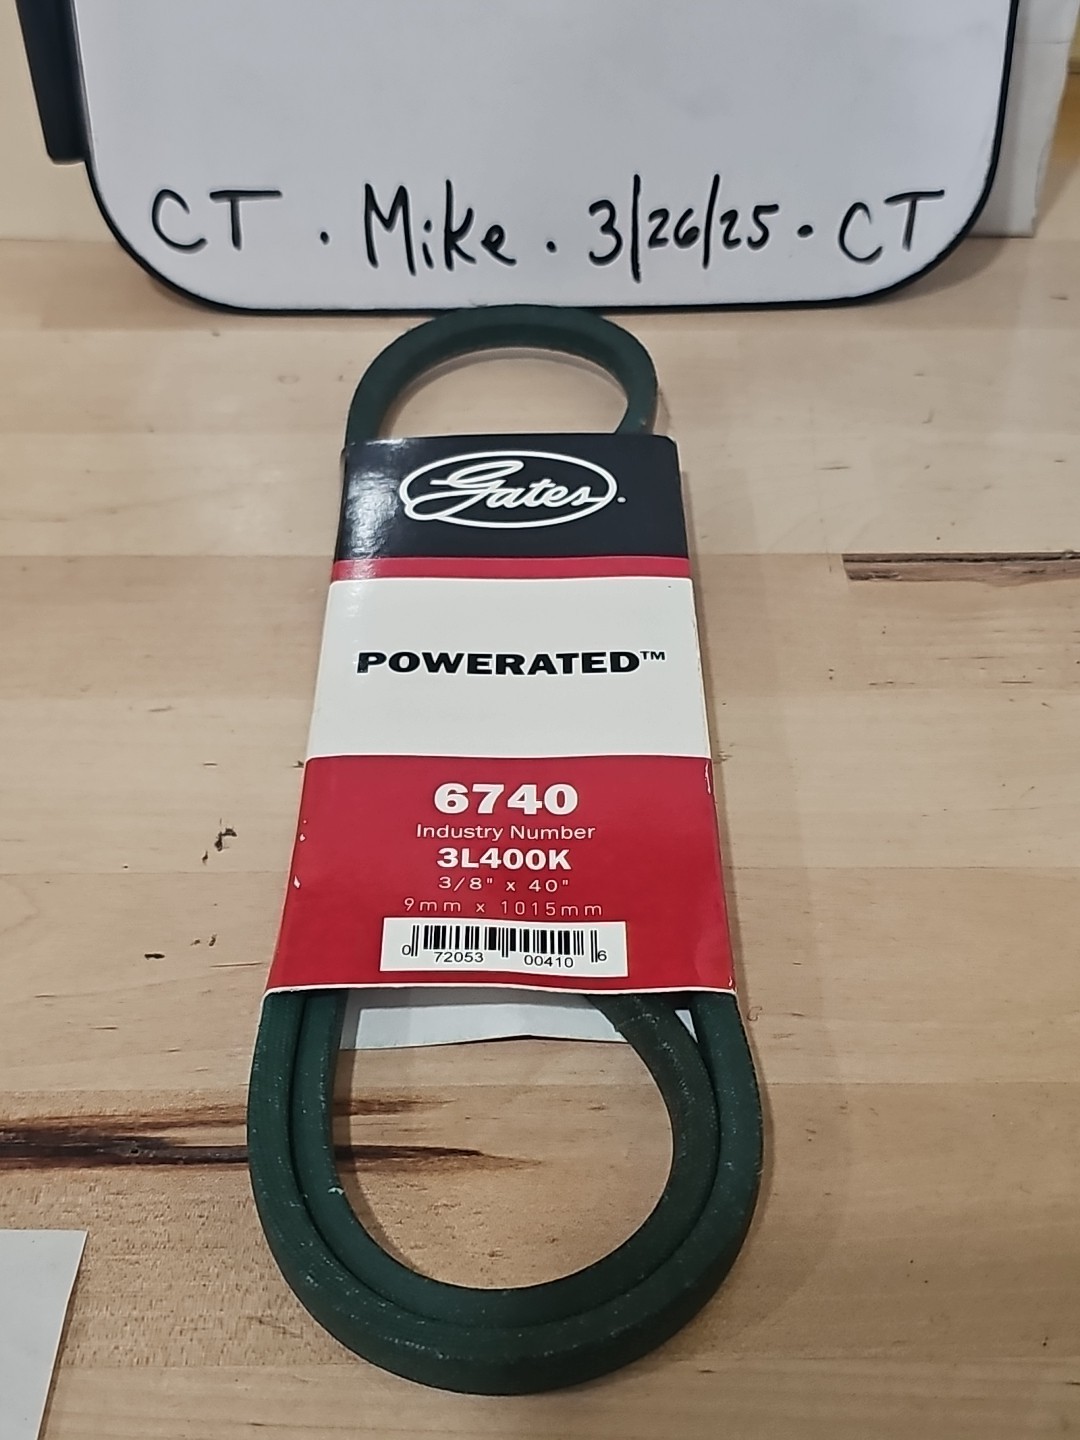 CT . Mike . 3/26/25 . CT
Gates
POWERATED™
6740
Industry Number
3L400K
3/8" x 40"
9mm x 1015mm
0 72053 00410 6